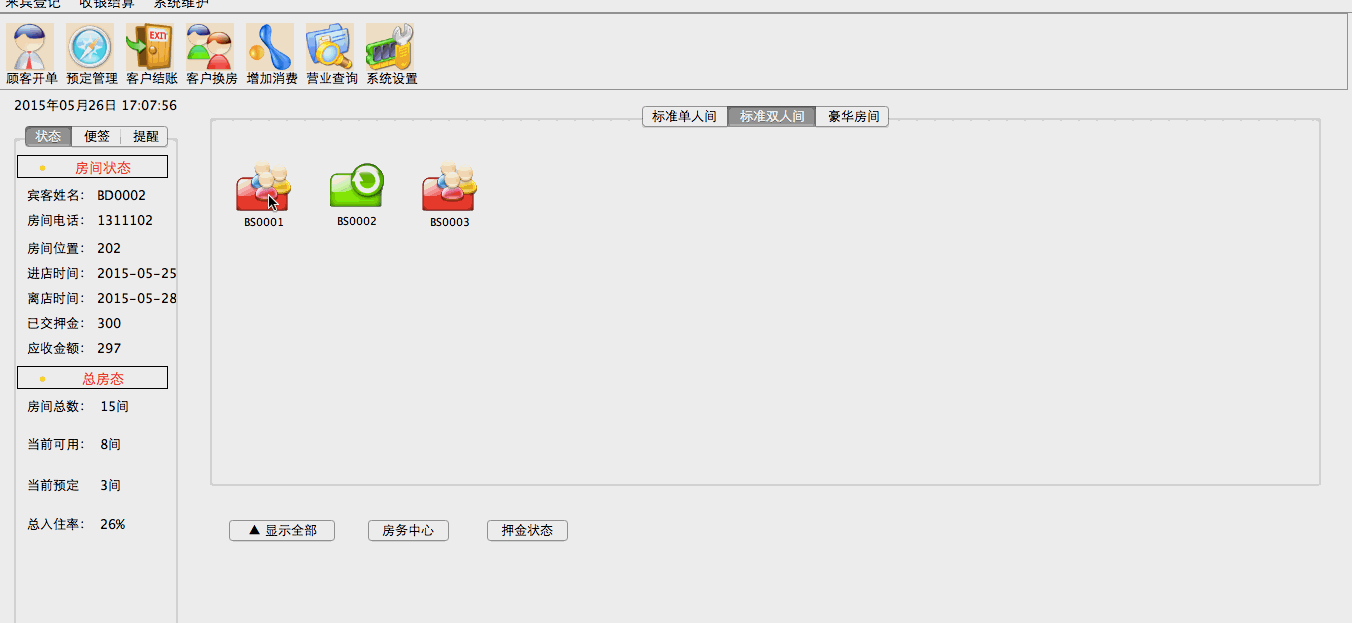 来宾登记 收银结算 系统维护
EXIT
顾客开单 预定管理 客户结账 客户换房 增加消费 营业查询 系统设置
2015年05月26日 17:07:56
标准单人间 标准双人间 豪华房间
状态 便签 提醒
房间状态
宾客姓名: BD0002
房间电话: 1311102
房间位置: 202
进店时间: 2015-05-25
离店时间: 2015-05-28
已交押金: 300
应收金额: 297
总房态
房间总数: 15间
当前可用: 8间
当前预定 3间
总入住率: 26%
BS0001 BS0002 BS0003
▲ 显示全部 房务中心 押金状态